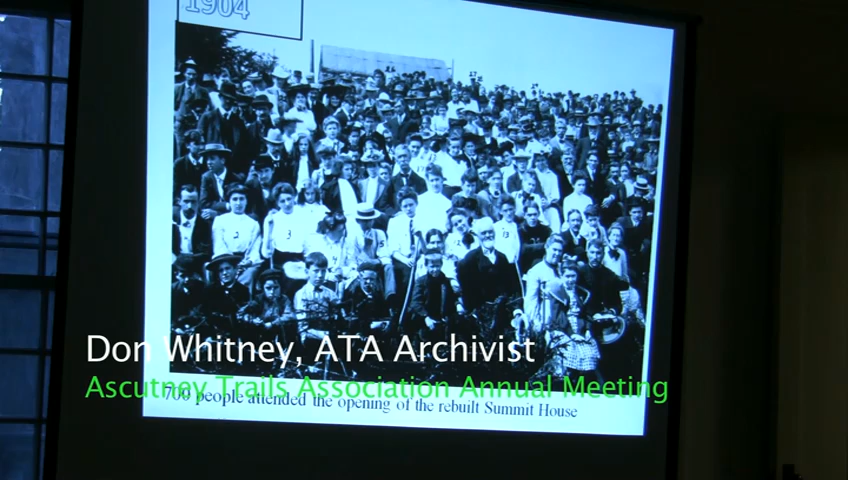 1904
Don Whitney, ATA Archivist
Ascutney Trails Association Annual Meeting
700 people attended the opening of the rebuilt Summit House